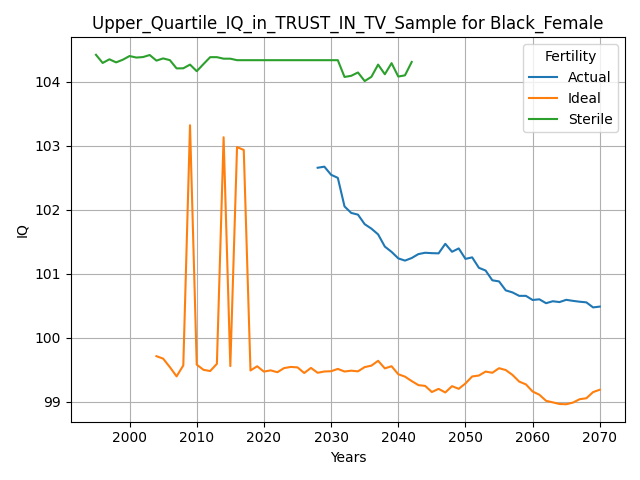 Upper_Quartile_IQ_in_TRUST_IN_TV_Sample for Black_Female
Fertility
Actual
Ideal
Sterile
IQ
104
103
102
101
100
99
2000 2010 2020 2030 2040 2050 2060 2070
Years